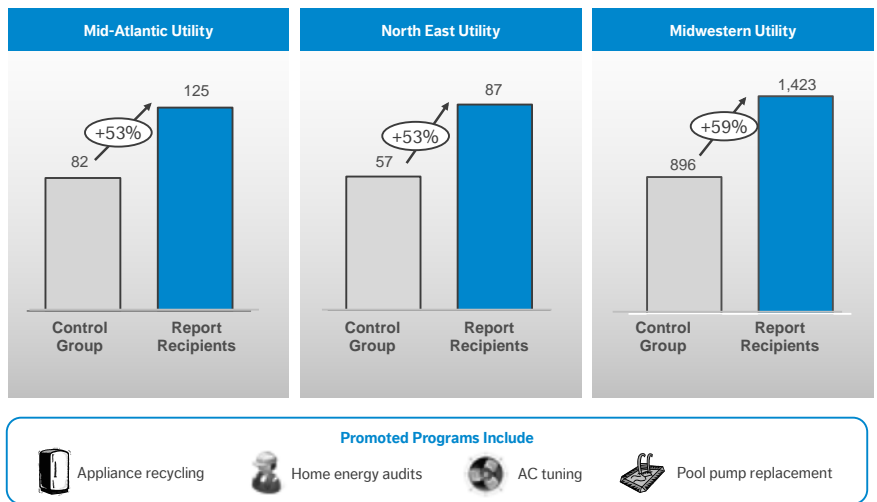 Mid-Atlantic Utility
125
+53%
82
Control
Group
Report
Recipients
North East Utility
87
+53%
57
Control
Group
Report
Recipients
Midwestern Utility
1,423
+59%
896
Control
Group
Report
Recipients
Promoted Programs Include
Appliance recycling
Home energy audits
AC tuning
Pool pump replacement